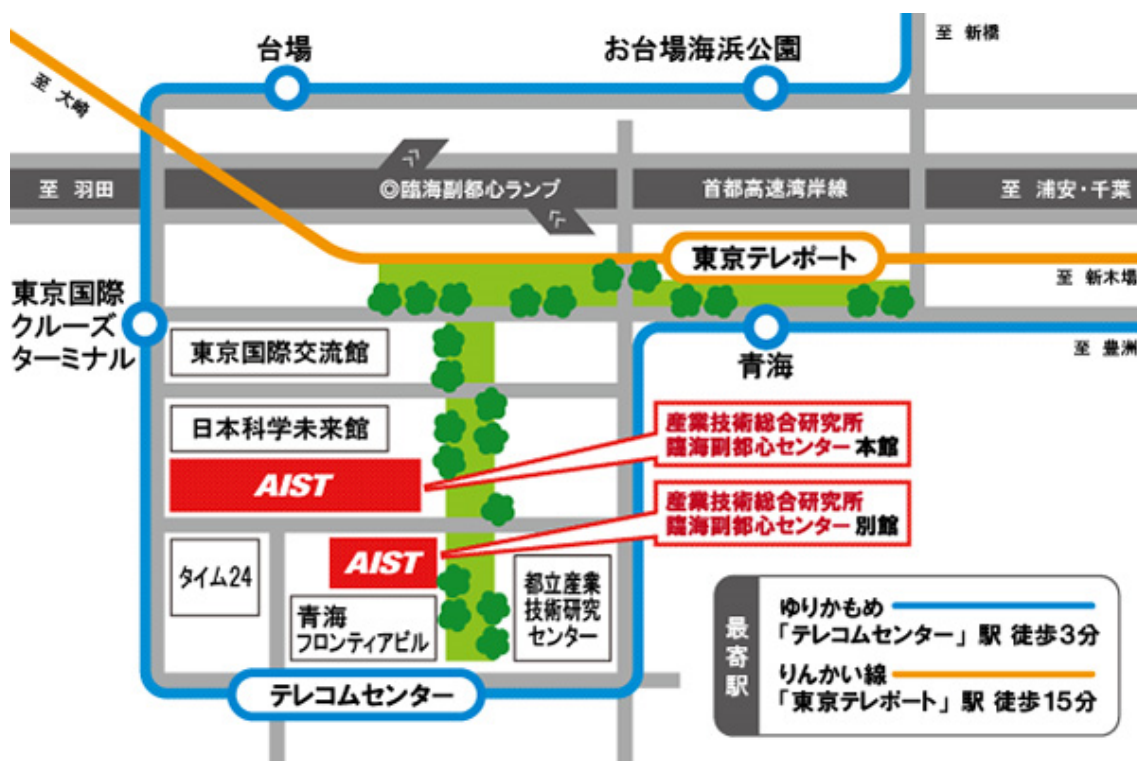 至 新橋
台場
お台場海浜公園
至 大崎
至 羽田
◎臨海副都心ランプ
首都高速湾岸線
至 浦安・千葉
東京テレポート
至 新木場
東京国際
クルーズ
ターミナル
青海
至 豊洲
東京国際交流館
日本科学未来館
産業技術総合研究所
臨海副都心センター 本館
AIST
産業技術総合研究所
臨海副都心センター 別館
AIST
タイム24
青海
フロンティアビル
都立産業
技術研究
センター
テレコムセンター
最寄駅
ゆりかもめ
「テレコムセンター」駅 徒歩3分
りんかい線
「東京テレポート」駅 徒歩15分